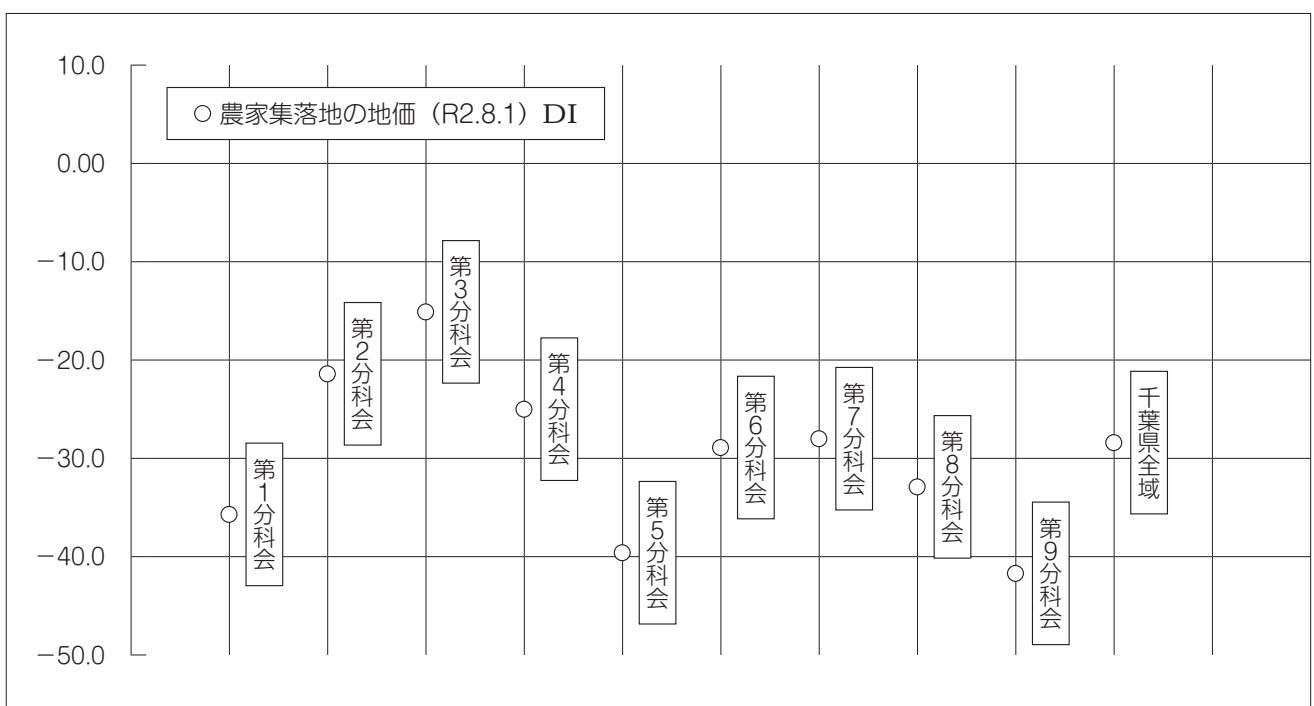 10.0
0.00
−10.0
−20.0
−30.0
−40.0
−50.0
農家集落地の地価（R2.8.1）DI
第1分科会
第2分科会
第3分科会
第4分科会
第5分科会
第6分科会
第7分科会
第8分科会
第9分科会
千葉県全域